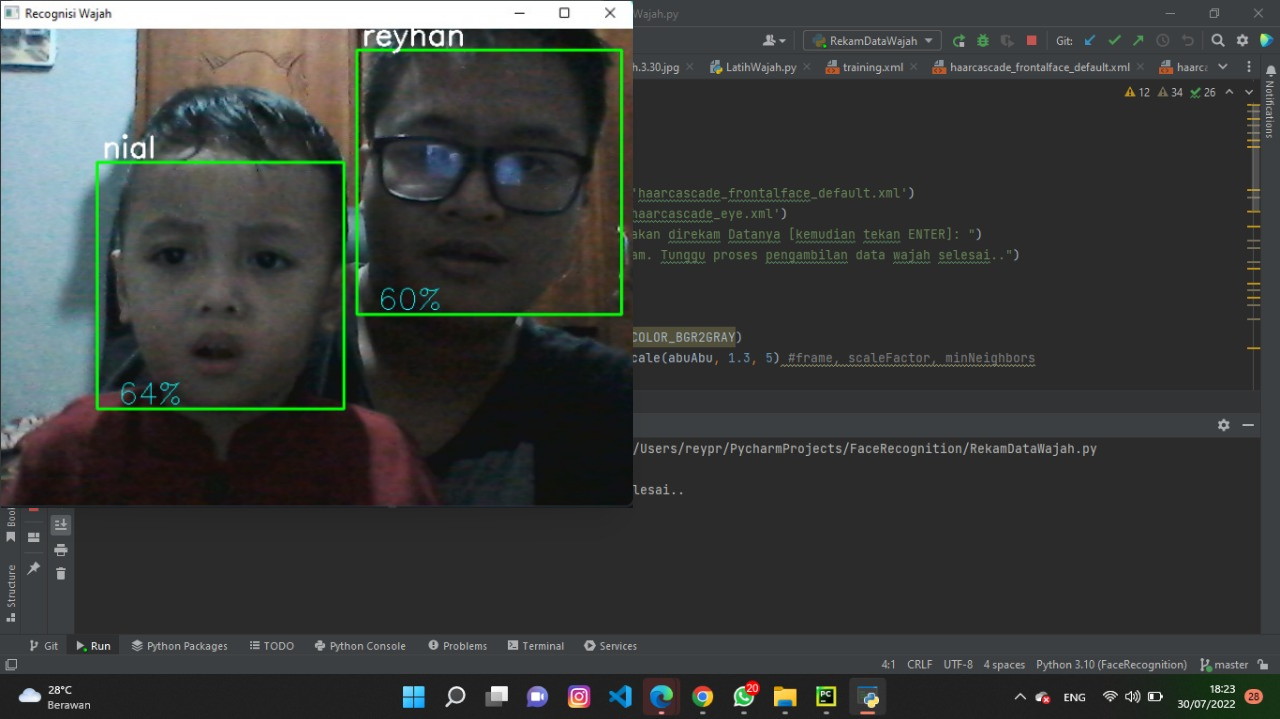 Recognisi Wajah
Wajah.py
reyhan
nial
60%
64%
RekamDataWajah
Git:
h.3.30.jpg
LatihWajah.py
training.xml
haarcascade_frontalface_default.xml
haarc
12 34 26
Notifications
'haarcascade_frontalface_default.xml')
haarcascade_eye.xml')
akan direkam Datanya [kemudian tekan ENTER]: ")
am. Tunggu proses pengambilan data wajah selesai..")
COLOR_BGR2GRAY)
cale(abuAbu, 1.3, 5) #frame, scaleFactor, minNeighbors
/Users/reypr/PycharmProjects/FaceRecognition/RekamDataWajah.py
lesai..
Book
Structure
Git Run Python Packages TODO Python Console Problems Terminal Services
4:1 CRLF UTF-8 4 spaces Python 3.10 (FaceRecognition) master
28°C
Berawan
20
PC
ENG
18:23
30/07/2022
28